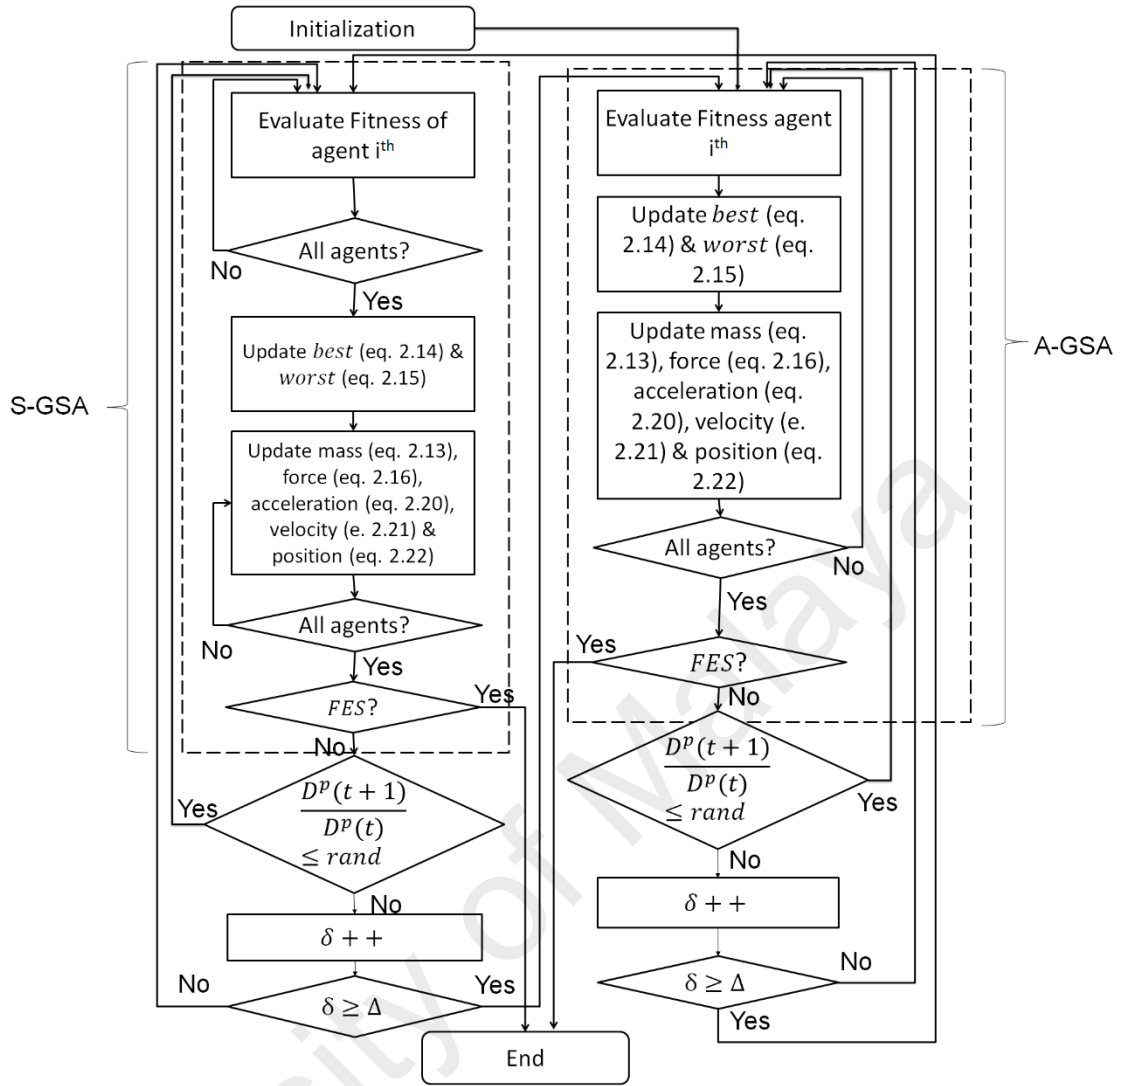 Initialization
S-GSA
Evaluate Fitness of
agent iᵗʰ
All agents?
No
Yes
Update best (eq. 2.14) &
worst (eq. 2.15)
Update mass (eq. 2.13),
force (eq. 2.16),
acceleration (eq. 2.20),
velocity (e. 2.21) &
position (eq. 2.22)
All agents?
No
Yes
FES?
Yes
No
Dᵖ(t + 1)
Dᵖ(t)
≤ rand
Yes
No
δ + +
δ ≥ Δ
No
Yes
A-GSA
Evaluate Fitness agent
iᵗʰ
Update best (eq.
2.14) & worst (eq.
2.15)
Update mass (eq.
2.13), force (eq. 2.16),
acceleration (eq.
2.20), velocity (e.
2.21) & position (eq.
2.22)
All agents?
No
Yes
FES?
Yes
No
Dᵖ(t + 1)
Dᵖ(t)
≤ rand
Yes
No
δ + +
δ ≥ Δ
No
Yes
End
sity of Malaya